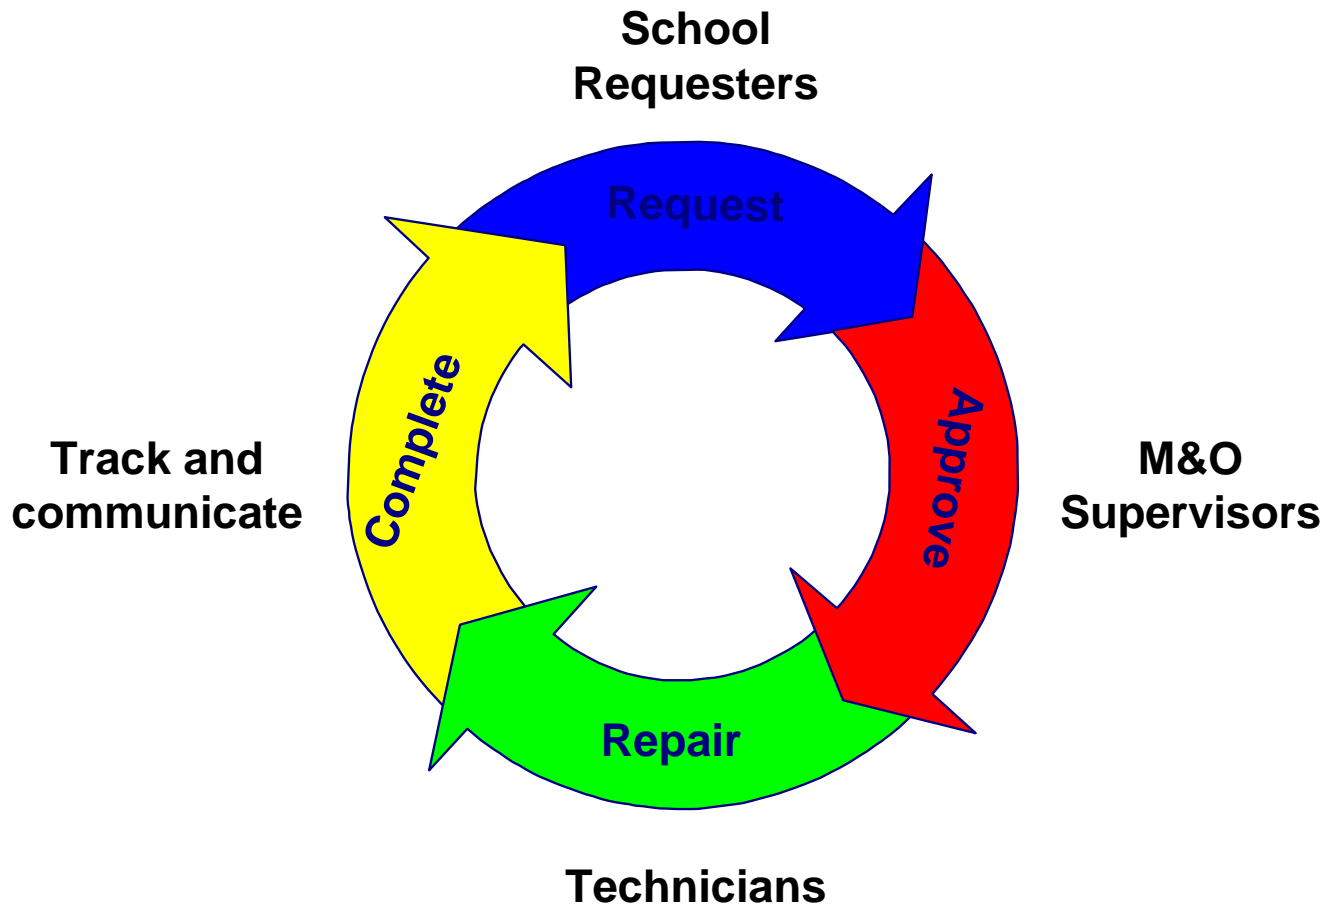 School
Requesters
Request
Approve
M&O
Supervisors
Repair
Technicians
Complete
Track and
communicate